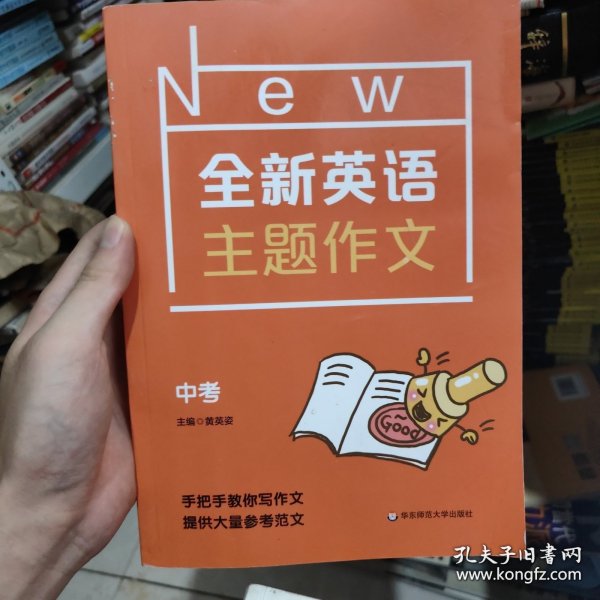 New
全新英语
主题作文
中考
主编◎黄英姿
Good
手把手教你写作文
提供大量参考范文
华东师范大学出版社
孔夫子旧书网
www.kongfz.com